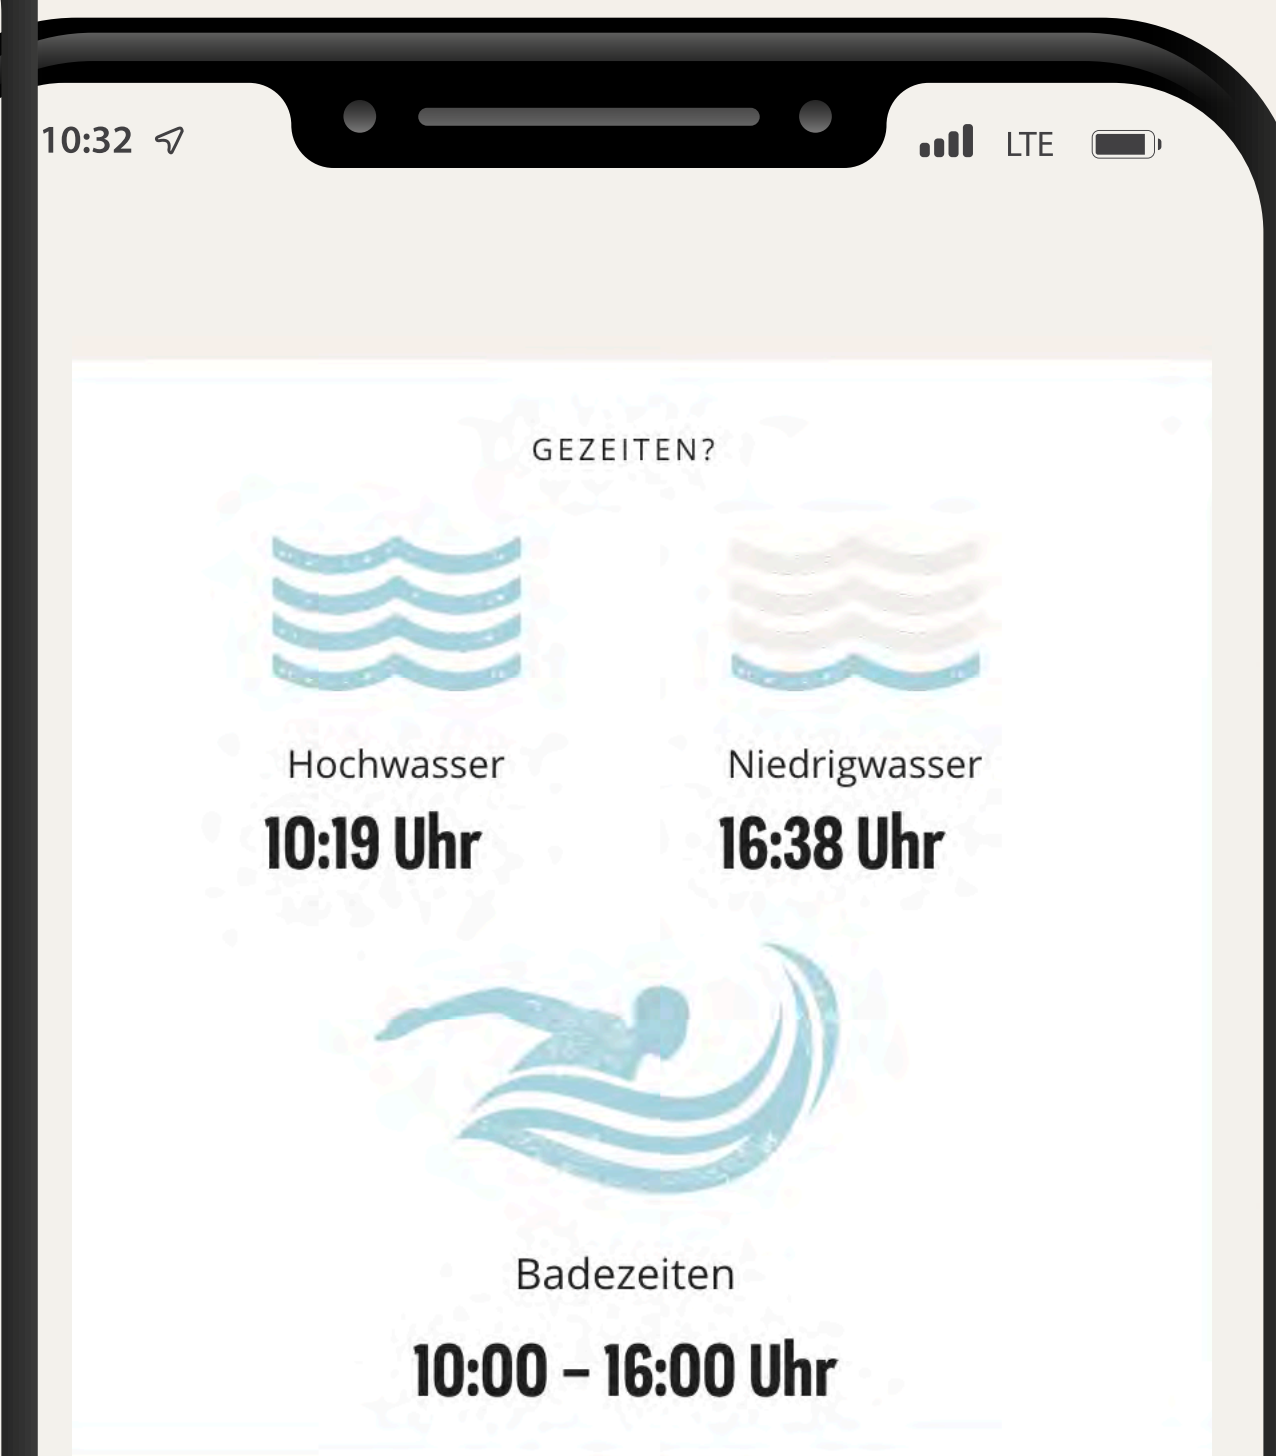 10:32
LTE
GEZEITEN?
Hochwasser
10:19 Uhr
Niedrigwasser
16:38 Uhr
Badezeiten
10:00 – 16:00 Uhr